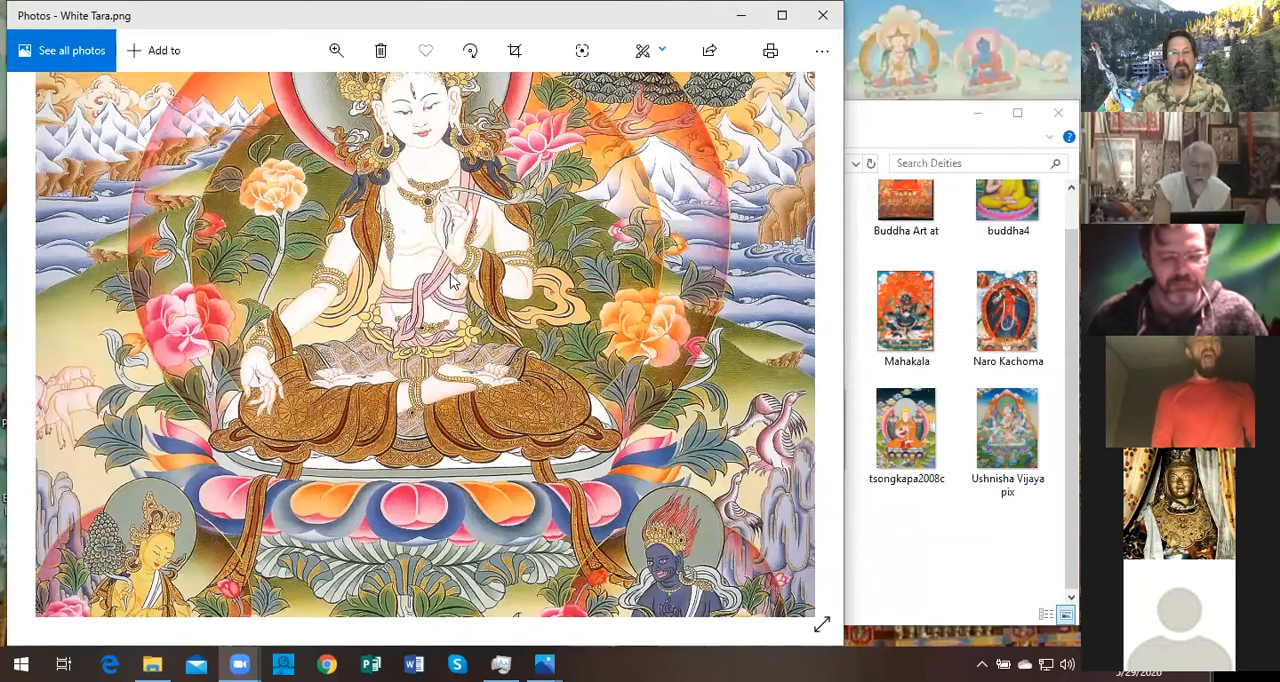 Photos - White Tara.png
See all photos
Add to
Search Deities
Buddha Art at
buddha4
Mahakala
Naro Kachoma
tsongkapa2008c
Ushnisha Vijaya
pix